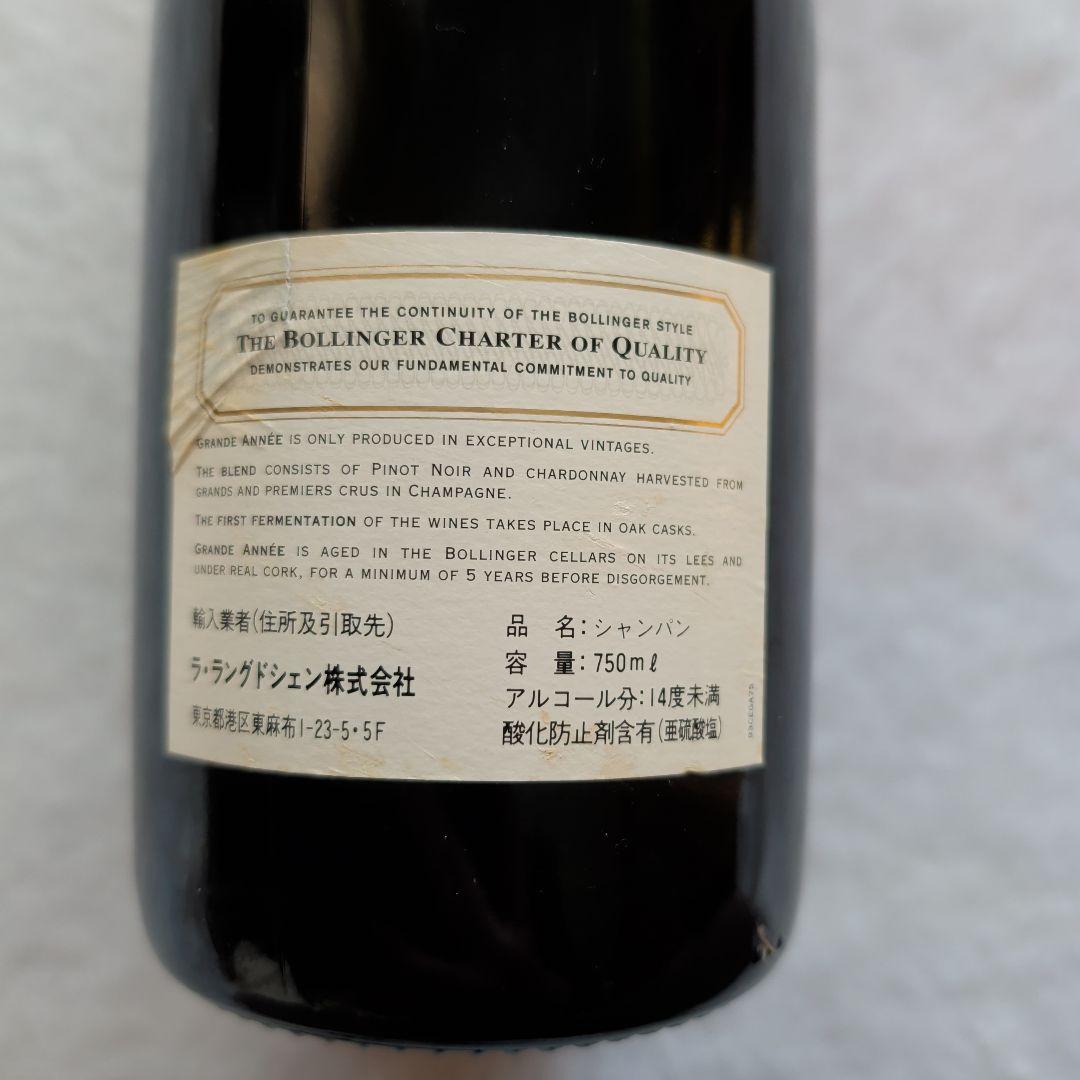 TO GUARANTEE THE CONTINUITY OF THE BOLLINGER STYLE
THE BOLLINGER CHARTER OF QUALITY
DEMONSTRATES OUR FUNDAMENTAL COMMITMENT TO QUALITY
GRANDE ANNÉE IS ONLY PRODUCED IN EXCEPTIONAL VINTAGES.
THE BLEND CONSISTS OF PINOT NOIR AND CHARDONNAY HARVESTED FROM
GRANDS AND PREMIERS CRUS IN CHAMPAGNE.
THE FIRST FERMENTATION OF THE WINES TAKES PLACE IN OAK CASKS.
GRANDE ANNÉE IS AGED IN THE BOLLINGER CELLARS ON ITS LEES AND
UNDER REAL CORK, FOR A MINIMUM OF 5 YEARS BEFORE DISGORGEMENT.
輸入業者(住所及引取先)
ラ・ラングドシェン株式会社
東京都港区東麻布1-23-5・5F
品 名:シャンパン
容 量:750mℓ
アルコール分:14度未満
酸化防止剤含有(亜硫酸塩)